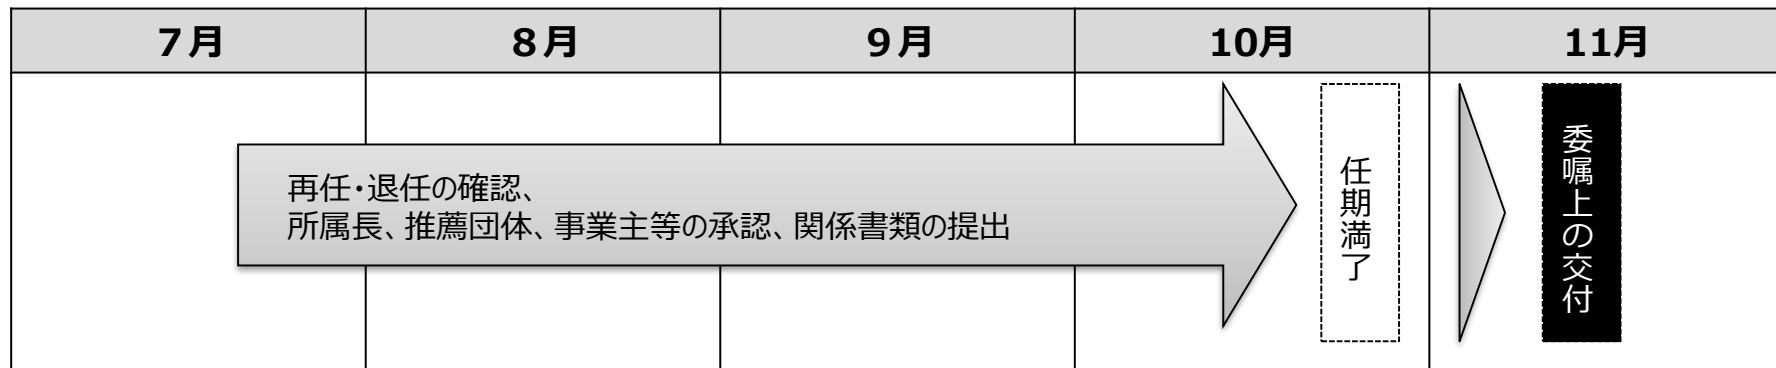 ７月
８月
９月
10月
11月
再任・退任の確認、
所属長、推薦団体、事業主等の承認、関係書類の提出
任期満了
委嘱上の交付